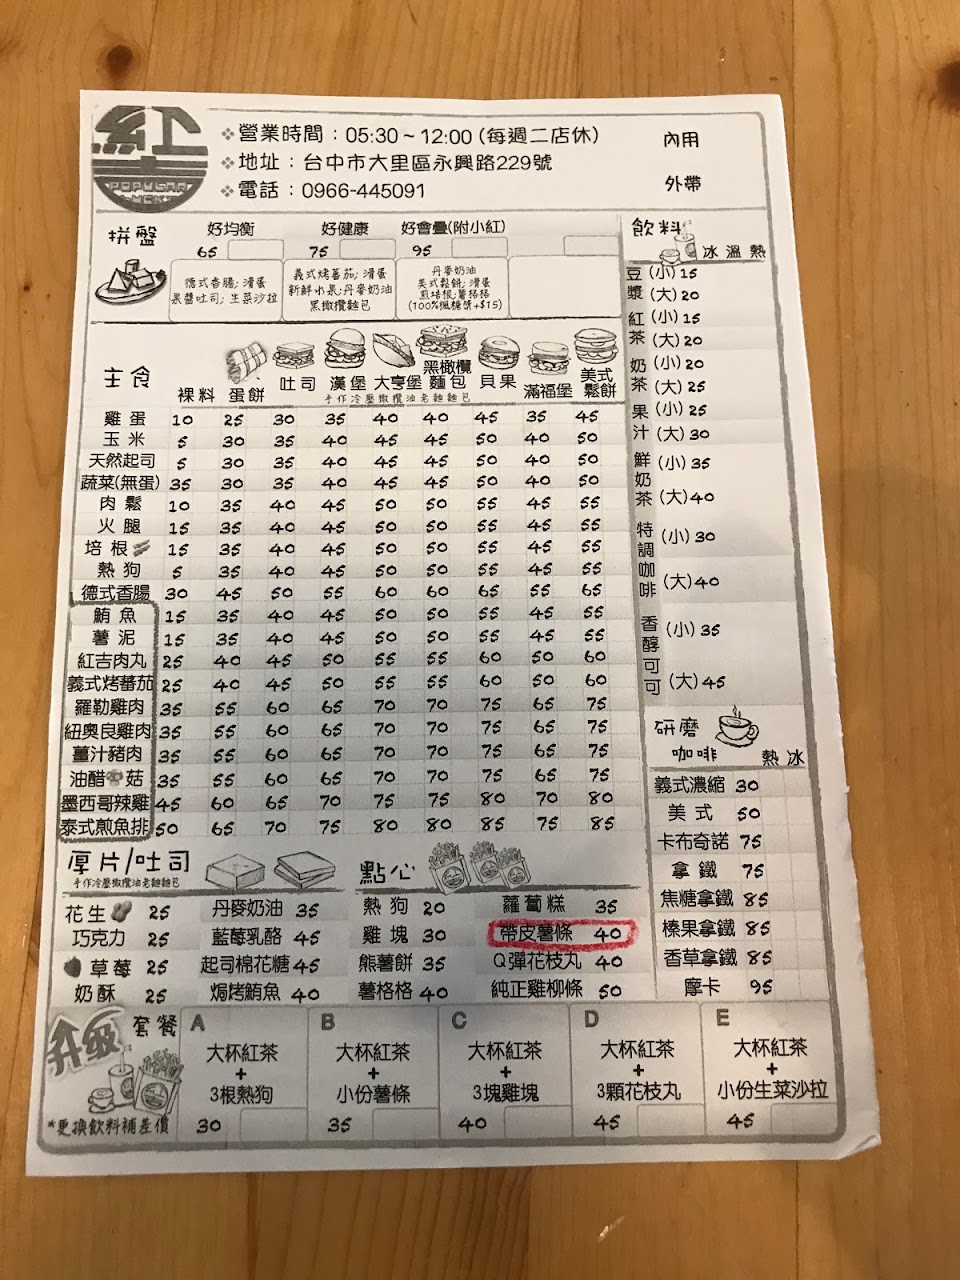 紅
POPULAR
❖營業時間：05:30 ~ 12:00 (每週二店休)
❖地址：台中市大里區永興路229號
❖電話：0966-445091
內用
外帶
拼盤
好均衡 65
德式香腸；滑蛋
果醬吐司；生菜沙拉
好健康 75
義式烤蕃茄；滑蛋
新鮮水果；丹麥奶油
黑橄欖麵包
好會疊(附小紅) 95
丹麥奶油
美式鬆餅；滑蛋
煎培根；薯格格
(100%楓糖漿+$15)
主食 裸料 蛋餅 吐司 漢堡 大亨堡 黑橄欖麵包 貝果 滿福堡 美式鬆餅
手作冷壓橄欖油老麵麵包
雞蛋 10 25 30 35 40 40 45 35 45
玉米 5 30 35 40 45 45 50 40 50
天然起司 5 30 35 40 45 45 50 40 50
蔬菜(無蛋) 35 30 35 40 45 45 50 40 50
肉鬆 10 35 40 45 50 50 55 45 55
火腿 15 35 40 45 50 50 55 45 55
培根 15 35 40 45 50 50 55 45 55
熱狗 5 35 40 45 50 50 55 45 55
德式香腸 30 45 50 55 60 60 65 55 65
鮪魚 15 35 40 45 50 50 55 45 55
薯泥 15 35 40 45 50 50 55 45 55
紅吉肉丸 25 40 45 50 55 55 60 50 60
義式烤蕃茄 25 40 45 50 55 55 60 50 60
羅勒雞肉 35 55 60 65 70 70 75 65 75
紐奧良雞肉 35 55 60 65 70 70 75 65 75
薑汁豬肉 35 55 60 65 70 70 75 65 75
油醋菇 35 55 60 65 70 70 75 65 75
墨西哥辣雞 45 60 65 70 75 75 80 70 80
泰式煎魚排 50 65 70 75 80 80 85 75 85
飲料 冰 溫 熱
豆漿 (小) 15
(大) 20
紅茶 (小) 15
(大) 20
奶茶 (小) 20
(大) 25
果汁 (小) 25
(大) 30
鮮奶茶 (小) 35
(大) 40
特調咖啡 (小) 30
(大) 40
香醇可可 (小) 35
(大) 45
研磨咖啡 熱 冰
義式濃縮 30
美式 50
卡布奇諾 75
拿鐵 75
焦糖拿鐵 85
榛果拿鐵 85
香草拿鐵 85
摩卡 95
厚片/吐司
手作冷壓橄欖油老麵麵包
花生 25 丹麥奶油 35
巧克力 25 藍莓乳酪 45
草莓 25 起司棉花糖 45
奶酥 25 焗烤鮪魚 40
點心
熱狗 20 蘿蔔糕 35
雞塊 30 帶皮薯條 40
熊薯餅 35 Q彈花枝丸 40
薯格格 40 純正雞柳條 50
升級套餐
*更換飲料補差價
A
大杯紅茶
+
3根熱狗
30
B
大杯紅茶
+
小份薯條
35
C
大杯紅茶
+
3塊雞塊
40
D
大杯紅茶
+
3顆花枝丸
45
E
大杯紅茶
+
小份生菜沙拉
45